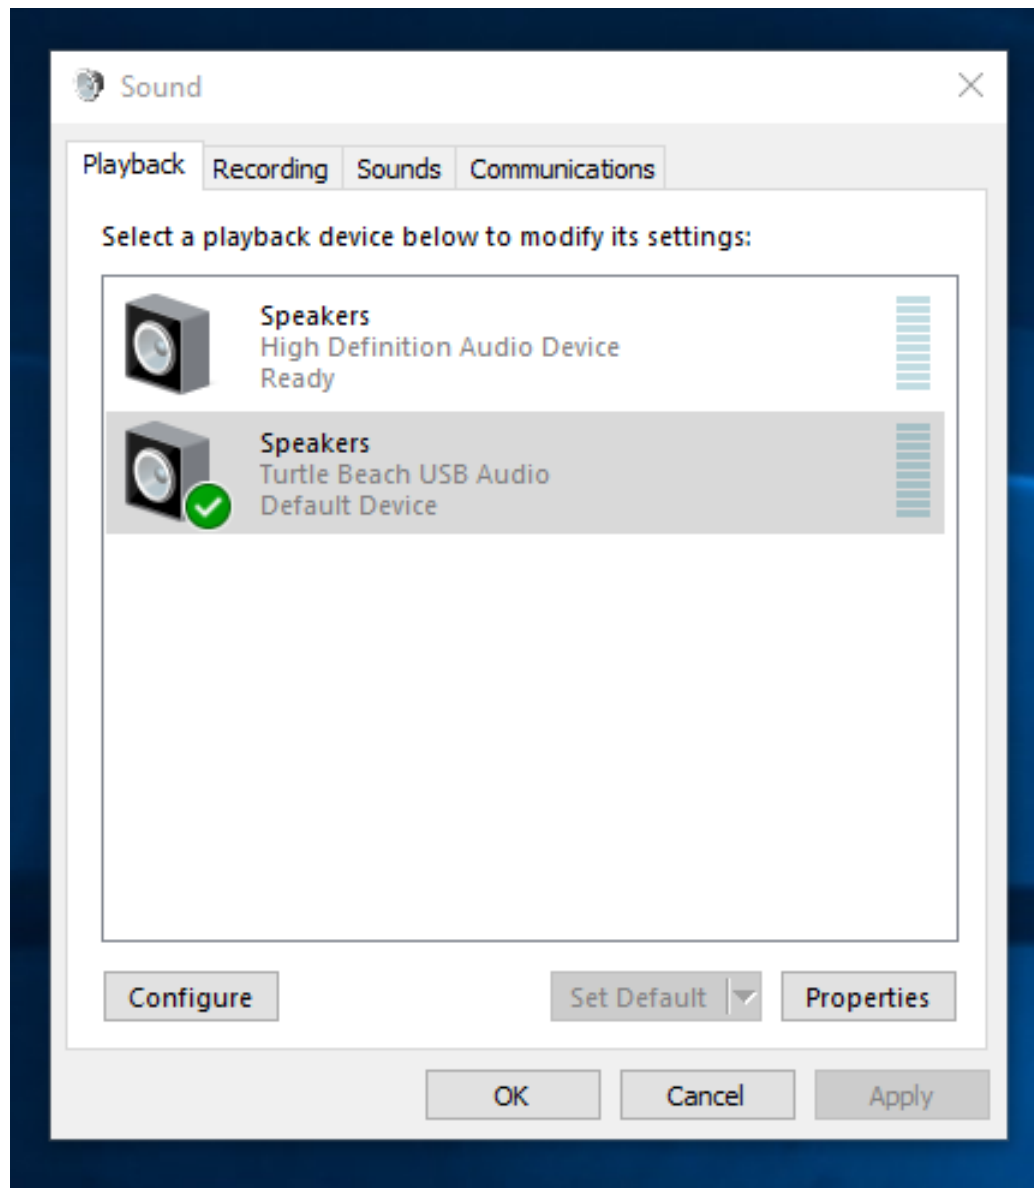 Sound
Playback Recording Sounds Communications
Select a playback device below to modify its settings:
Speakers
High Definition Audio Device
Ready
Speakers
Turtle Beach USB Audio
Default Device
Configure Set Default Properties
OK Cancel Apply